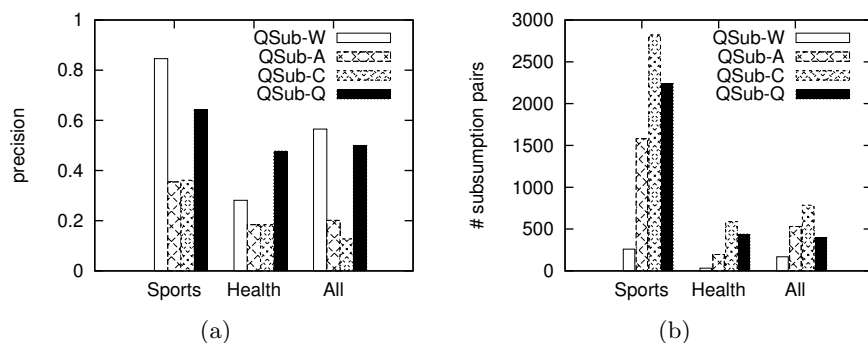 precision
1
0.8
0.6
0.4
0.2
0
QSub-W
QSub-A
QSub-C
QSub-Q
Sports Health All
(a)
# subsumption pairs
3000
2500
2000
1500
1000
500
0
QSub-W
QSub-A
QSub-C
QSub-Q
Sports Health All
(b)